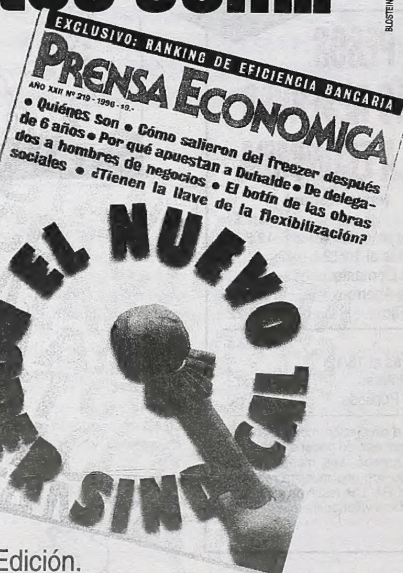 BLOSTEIN
EXCLUSIVO: RANKING DE EFICIENCIA BANCARIA
PRENSA ECONOMICA
AÑO XXII Nº 219 - 1996 - 10.-
• Quiénes son • Cómo salieron del freezer después
de 6 años • Por qué apuestan a Duhalde • De delega-
dos a hombres de negocios • El botín de las obras
sociales • ¿Tienen la llave de la flexibilización?
EL NUEVO
SINDICAL
Edición.